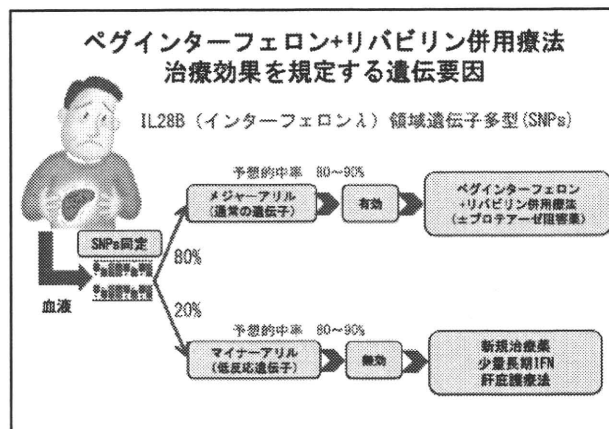 ペグインターフェロン+リバビリン併用療法
治療効果を規定する遺伝要因
IL28B（インターフェロンλ）領域遺伝子多型(SNPs)
予想的中率 80～90%
メジャーアリル
(通常の遺伝子)
有効
ペグインターフェロン
+リバビリン併用療法
(±プロテアーゼ阻害薬)
SNPs同定
80%
血液
20%
予想的中率 80～90%
マイナーアリル
(低反応遺伝子)
無効
新規治療薬
少量長期IFN
肝庇護療法